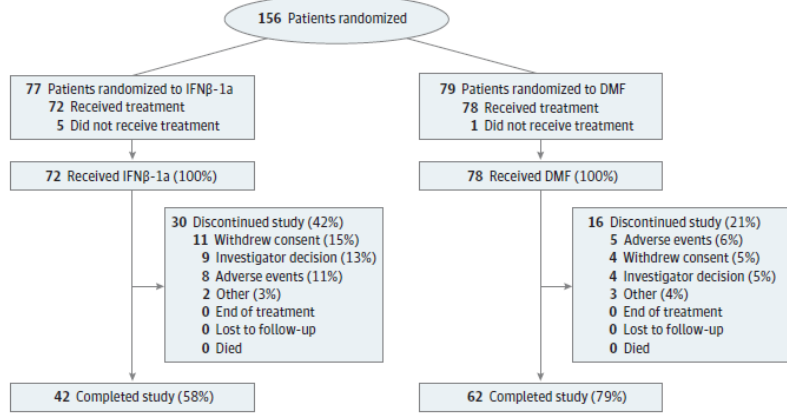 156 Patients randomized
77 Patients randomized to IFNβ-1a
72 Received treatment
5 Did not receive treatment
79 Patients randomized to DMF
78 Received treatment
1 Did not receive treatment
72 Received IFNβ-1a (100%)
78 Received DMF (100%)
30 Discontinued study (42%)
11 Withdrew consent (15%)
9 Investigator decision (13%)
8 Adverse events (11%)
2 Other (3%)
0 End of treatment
0 Lost to follow-up
0 Died
16 Discontinued study (21%)
5 Adverse events (6%)
4 Withdrew consent (5%)
4 Investigator decision (5%)
3 Other (4%)
0 End of treatment
0 Lost to follow-up
0 Died
42 Completed study (58%)
62 Completed study (79%)